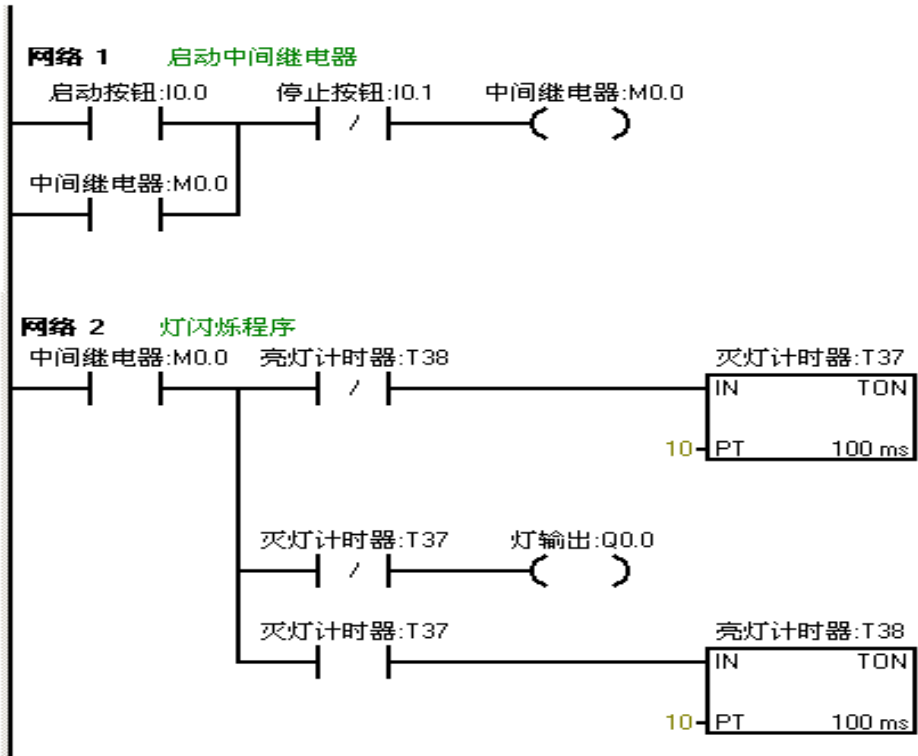 网络 1 启动中间继电器
启动按钮:I0.0 停止按钮:I0.1 中间继电器:M0.0
/
中间继电器:M0.0
网络 2 灯闪烁程序
中间继电器:M0.0 亮灯计时器:T38 灭灯计时器:T37
/ IN TON
10 PT 100 ms
灭灯计时器:T37 灯输出:Q0.0
/
灭灯计时器:T37 亮灯计时器:T38
IN TON
10 PT 100 ms